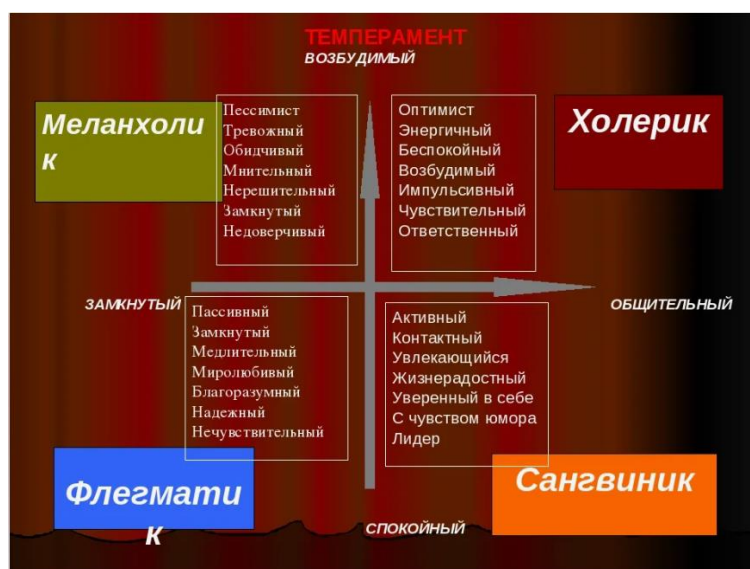 ТЕМПЕРАМЕНТ
ВОЗБУДИМЫЙ
Меланхоли
к
Пессимист
Тревожный
Обидчивый
Мнительный
Нерешительный
Замкнутый
Недоверчивый
Оптимист
Энергичный
Беспокойный
Возбудимый
Импульсивный
Чувствительный
Ответственный
Холерик
ЗАМКНУТЫЙ
ОБЩИТЕЛЬНЫЙ
Пассивный
Замкнутый
Медлительный
Миролюбивый
Благоразумный
Надежный
Нечувствительный
Активный
Контактный
Увлекающийся
Жизнерадостный
Уверенный в себе
С чувством юмора
Лидер
Флегмати
к
Сангвиник
СПОКОЙНЫЙ